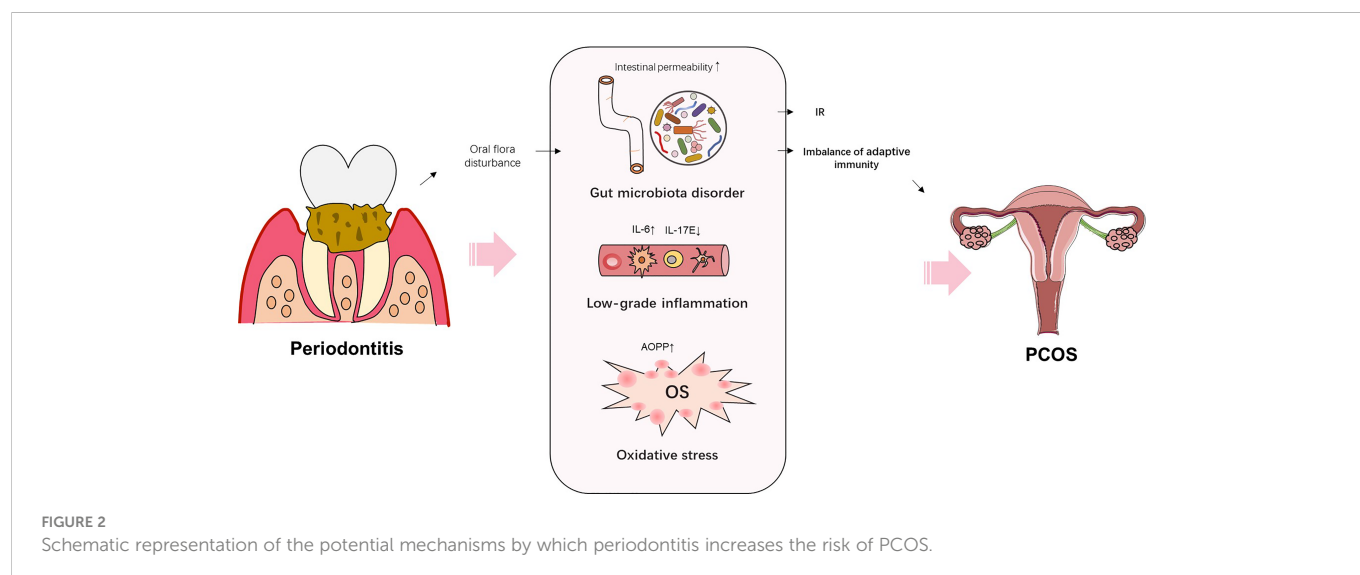 Intestinal permeability ↑
Oral flora
disturbance
IR
Imbalance of adaptive
immunity
Gut microbiota disorder
IL-6↑ IL-17E↓
Low-grade inflammation
Periodontitis
PCOS
AOPP↑
OS
Oxidative stress
FIGURE 2
Schematic representation of the potential mechanisms by which periodontitis increases the risk of PCOS.